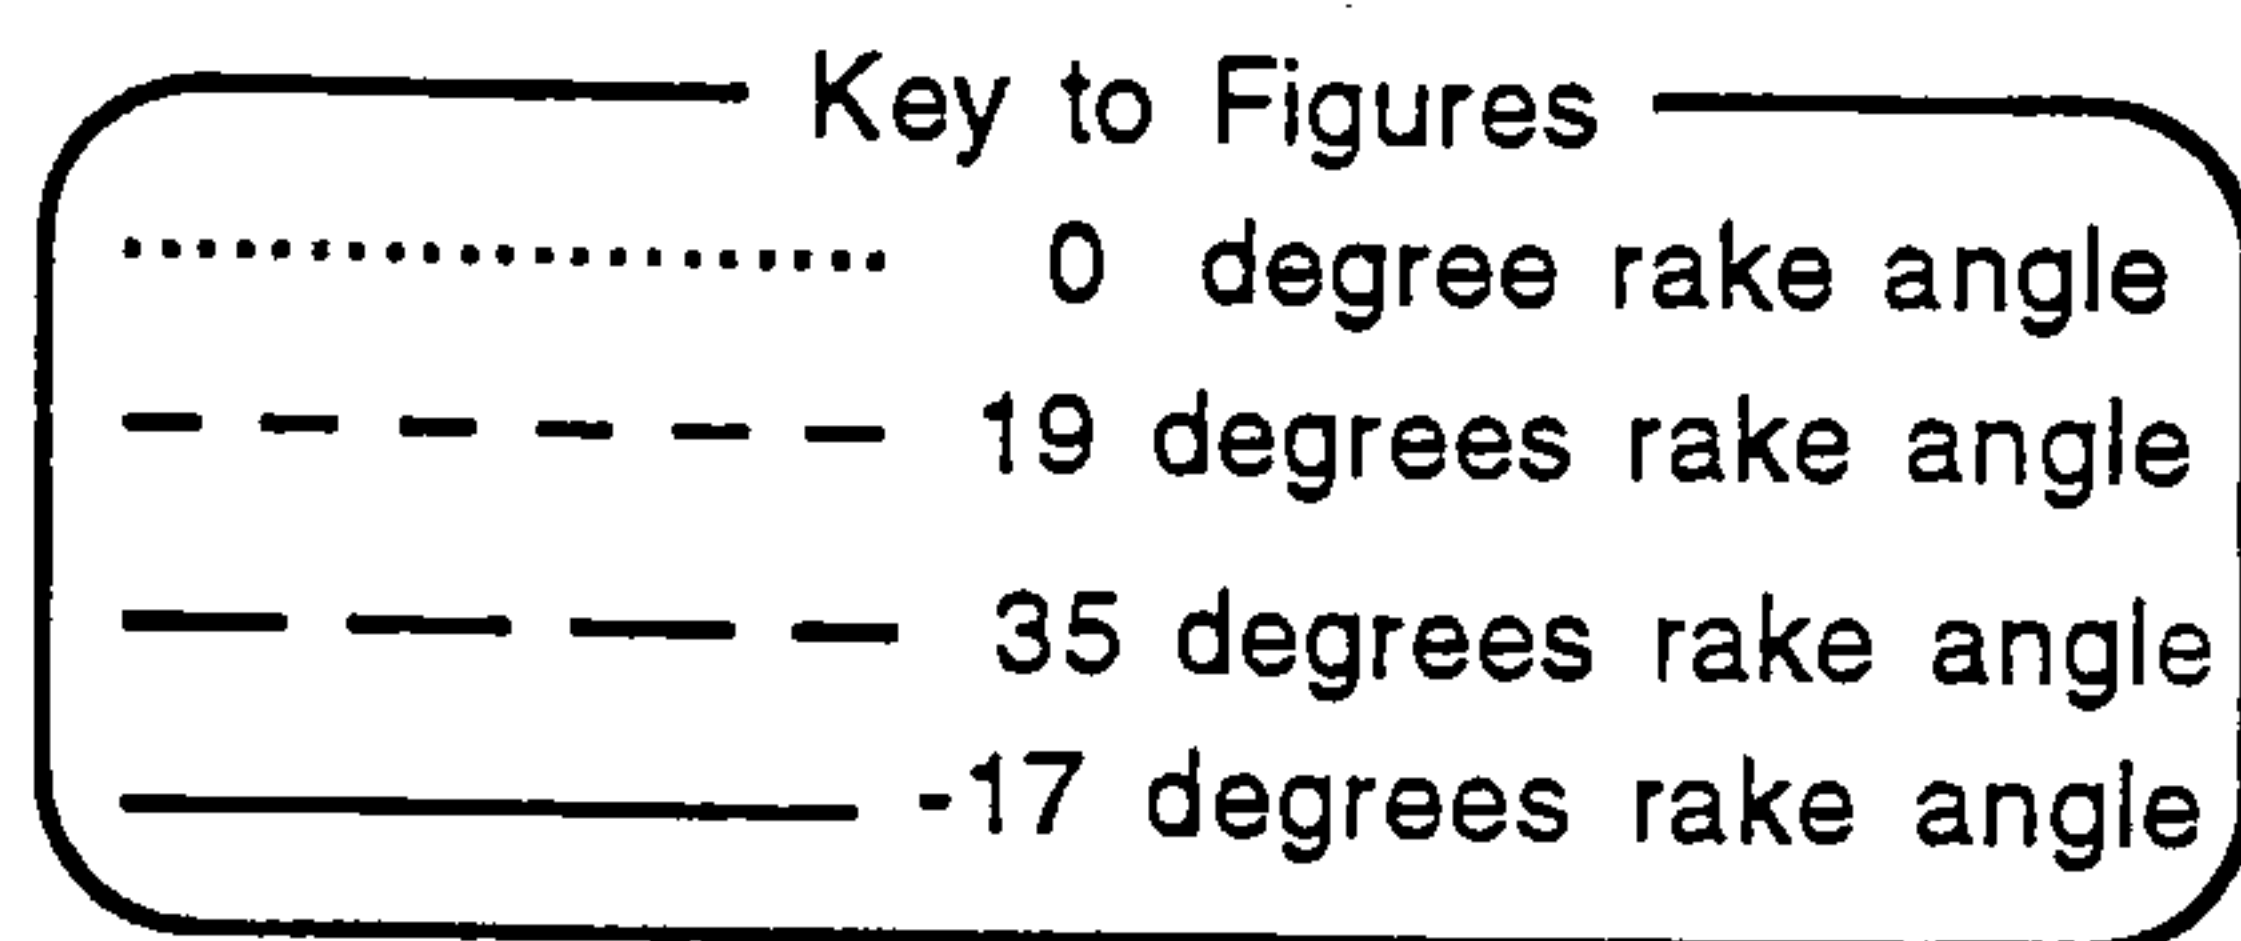 Key to Figures
0 degree rake angle
19 degrees rake angle
35 degrees rake angle
-17 degrees rake angle